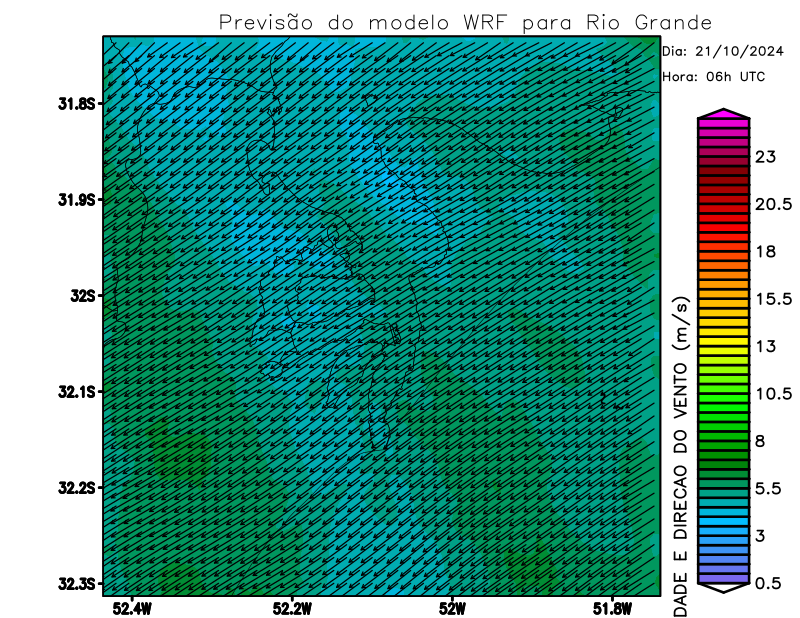 Previsão do modelo WRF para Rio Grande
Dia: 21/10/2024
Hora: 06h UTC
31.8S
31.9S
32S
32.1S
32.2S
32.3S
52.4W
52.2W
52W
51.8W
23
20.5
18
15.5
13
10.5
8
5.5
3
0.5
DADE E DIRECAO DO VENTO (m/s)